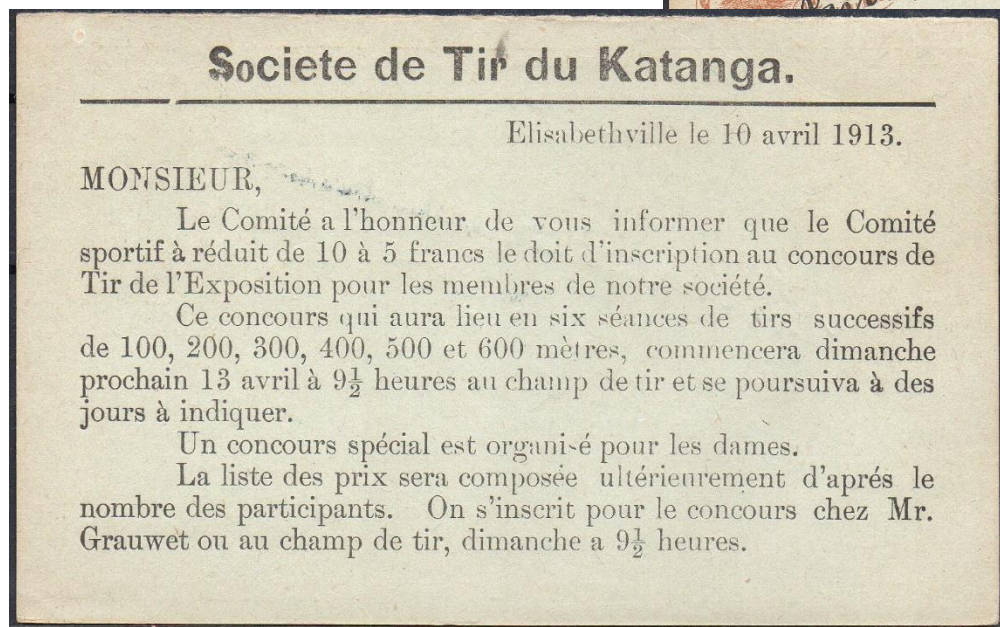 Societe de Tir du Katanga.
Elisabethville le 10 avril 1913.
MONSIEUR,
Le Comité a l'honneur de vous informer que le Comité
sportif à réduit de 10 à 5 francs le doit d'inscription au concours de
Tir de l'Exposition pour les membres de notre société.
Ce concours qui aura lieu en six séances de tirs successifs
de 100, 200, 300, 400, 500 et 600 mètres, commencera dimanche
prochain 13 avril à 9½ heures au champ de tir et se poursuiva à des
jours à indiquer.
Un concours spécial est organisé pour les dames.
La liste des prix sera composée ultérieurement d'aprés le
nombre des participants. On s'inscrit pour le concours chez Mr.
Grauwet ou au champ de tir, dimanche a 9½ heures.